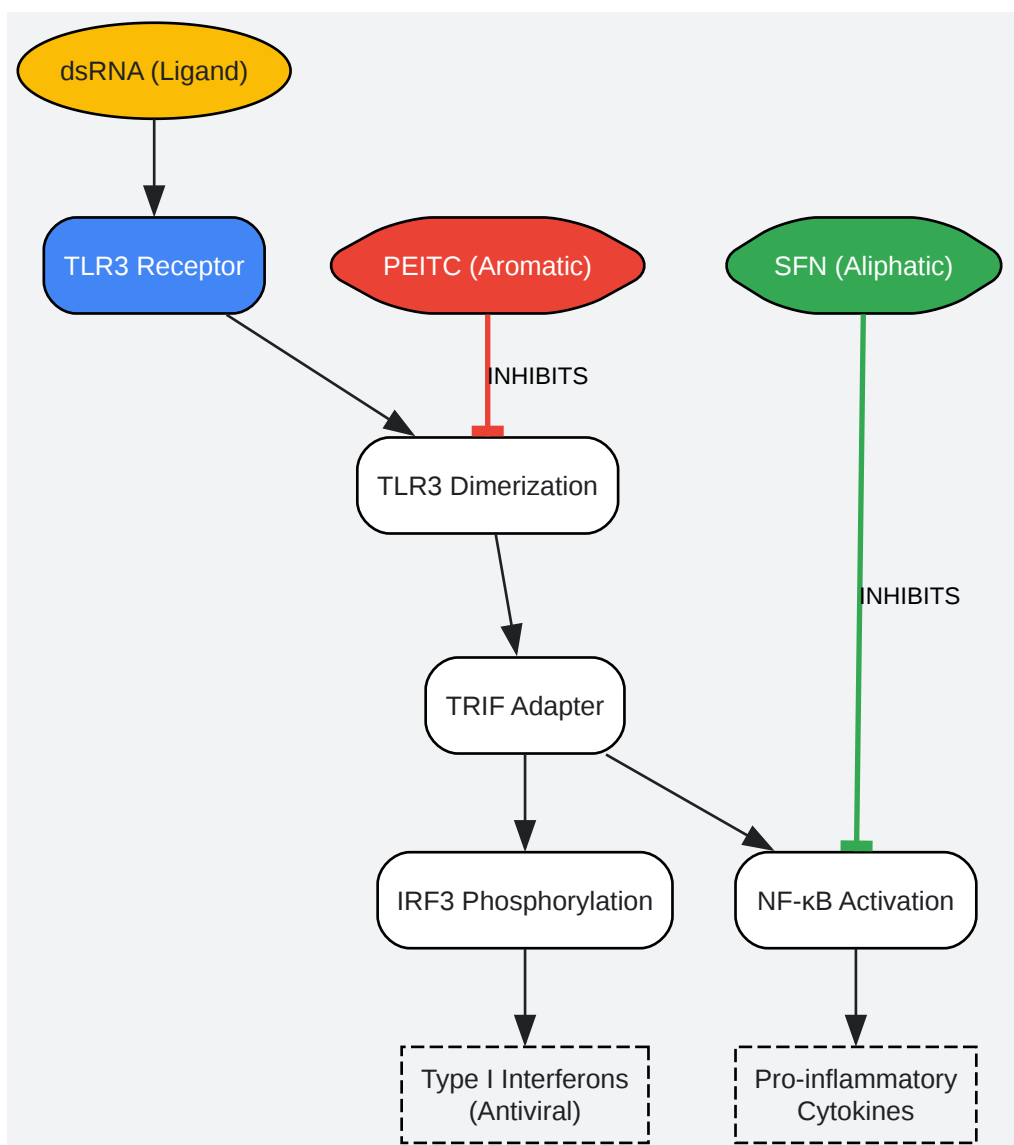 dsRNA (Ligand)
TLR3 Receptor
PEITC (Aromatic)
SFN (Aliphatic)
INHIBITS
TLR3 Dimerization
INHIBITS
TRIF Adapter
IRF3 Phosphorylation
NF-κB Activation
Type I Interferons
(Antiviral)
Pro-inflammatory
Cytokines